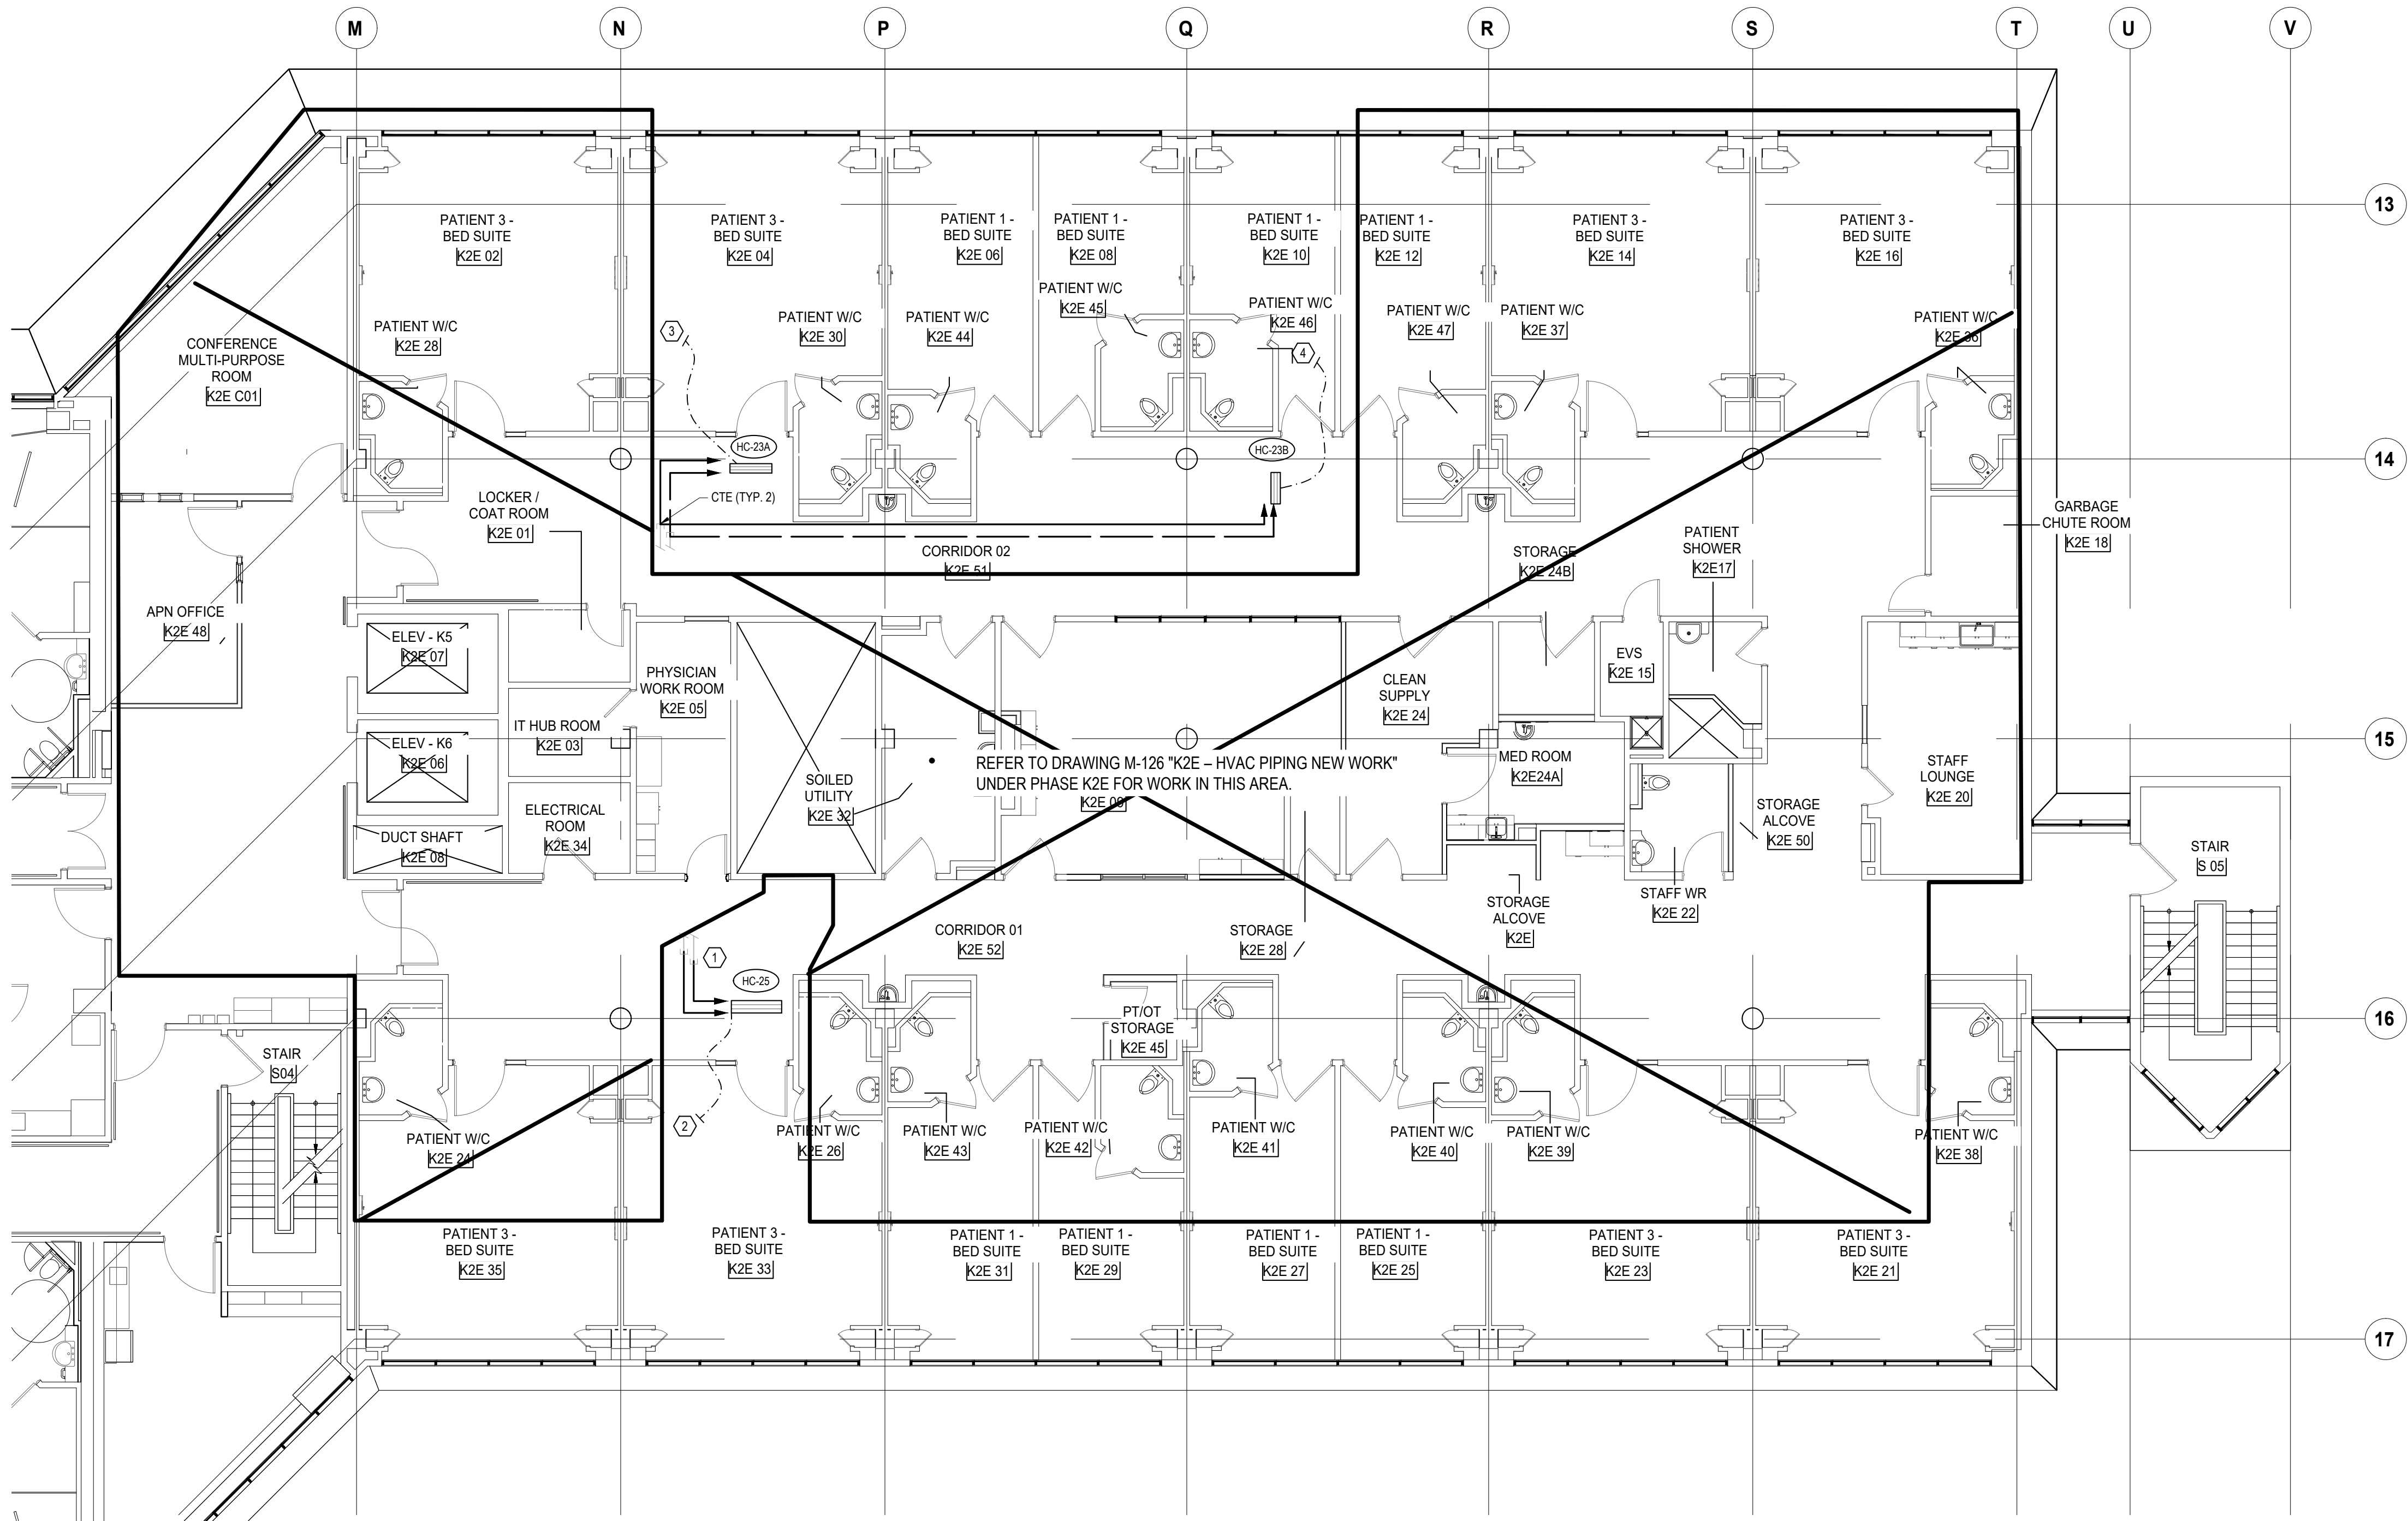 M
N
P
Q
R
S
T
U
V
13
14
15
16
17
PATIENT 3 -
BED SUITE
K2E 02
PATIENT 3 -
BED SUITE
K2E 04
PATIENT 1 -
BED SUITE
K2E 06
PATIENT 1 -
BED SUITE
K2E 08
PATIENT 1 -
BED SUITE
K2E 10
PATIENT 1 -
BED SUITE
K2E 12
PATIENT 3 -
BED SUITE
K2E 14
PATIENT 3 -
BED SUITE
K2E 16
CONFERENCE
MULTI-PURPOSE
ROOM
K2E C01
PATIENT W/C
K2E 28
3
PATIENT W/C
K2E 30
PATIENT W/C
K2E 44
PATIENT W/C
K2E 45
PATIENT W/C
K2E 46
4
PATIENT W/C
K2E 47
PATIENT W/C
K2E 37
PATIENT W/C
K2E 36
HC-23A
HC-23B
CTE (TYP. 2)
LOCKER /
COAT ROOM
K2E 01
CORRIDOR 02
K2E 51
STORAGE
K2E 24B
PATIENT
SHOWER
K2E17
GARBAGE
CHUTE ROOM
K2E 18
APN OFFICE
K2E 48
ELEV - K5
K2E 07
ELEV - K6
K2E 06
DUCT SHAFT
K2E 08
IT HUB ROOM
K2E 03
ELECTRICAL
ROOM
K2E 34
PHYSICIAN
WORK ROOM
K2E 05
SOILED
UTILITY
K2E 32
• REFER TO DRAWING M-126 "K2E – HVAC PIPING NEW WORK"
UNDER PHASE K2E FOR WORK IN THIS AREA.
K2E 09
CLEAN
SUPPLY
K2E 24
EVS
K2E 15
MED ROOM
K2E24A
STAFF
LOUNGE
K2E 20
STORAGE
ALCOVE
K2E 50
STAFF WR
K2E 22
STORAGE
ALCOVE
K2E
STAIR
S 05
CORRIDOR 01
K2E 52
STORAGE
K2E 28
1
HC-25
2
PT/OT
STORAGE
K2E 45
STAIR
S04
PATIENT W/C
K2E 24
PATIENT W/C
K2E 26
PATIENT W/C
K2E 43
PATIENT W/C
K2E 42
PATIENT W/C
K2E 41
PATIENT W/C
K2E 40
PATIENT W/C
K2E 39
PATIENT W/C
K2E 38
PATIENT 3 -
BED SUITE
K2E 35
PATIENT 3 -
BED SUITE
K2E 33
PATIENT 1 -
BED SUITE
K2E 31
PATIENT 1 -
BED SUITE
K2E 29
PATIENT 1 -
BED SUITE
K2E 27
PATIENT 1 -
BED SUITE
K2E 25
PATIENT 3 -
BED SUITE
K2E 23
PATIENT 3 -
BED SUITE
K2E 21